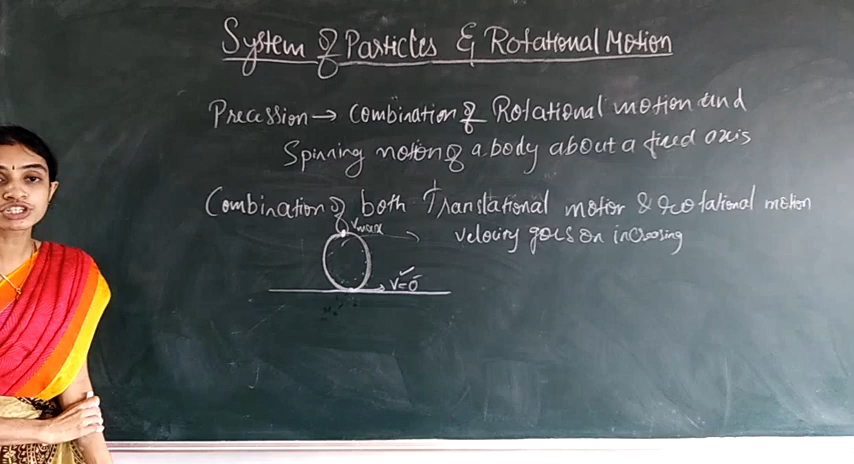 System of Particles & Rotational Motion
Precession → Combination of Rotational motion and
Spinning motion of a body about a fixed axis
Combination of both Translational motion & rotational motion
Vmax
velocity goes on increasing
V=0